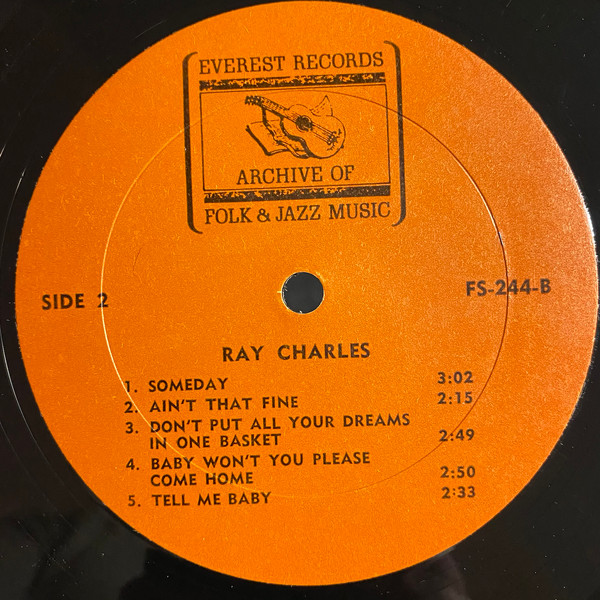 EVEREST RECORDS
ARCHIVE OF
FOLK & JAZZ MUSIC
SIDE 2
FS-244-B
RAY CHARLES
1. SOMEDAY 3:02
2. AIN'T THAT FINE 2:15
3. DON'T PUT ALL YOUR DREAMS
IN ONE BASKET 2:49
4. BABY WON'T YOU PLEASE
COME HOME 2:50
5. TELL ME BABY 2:33